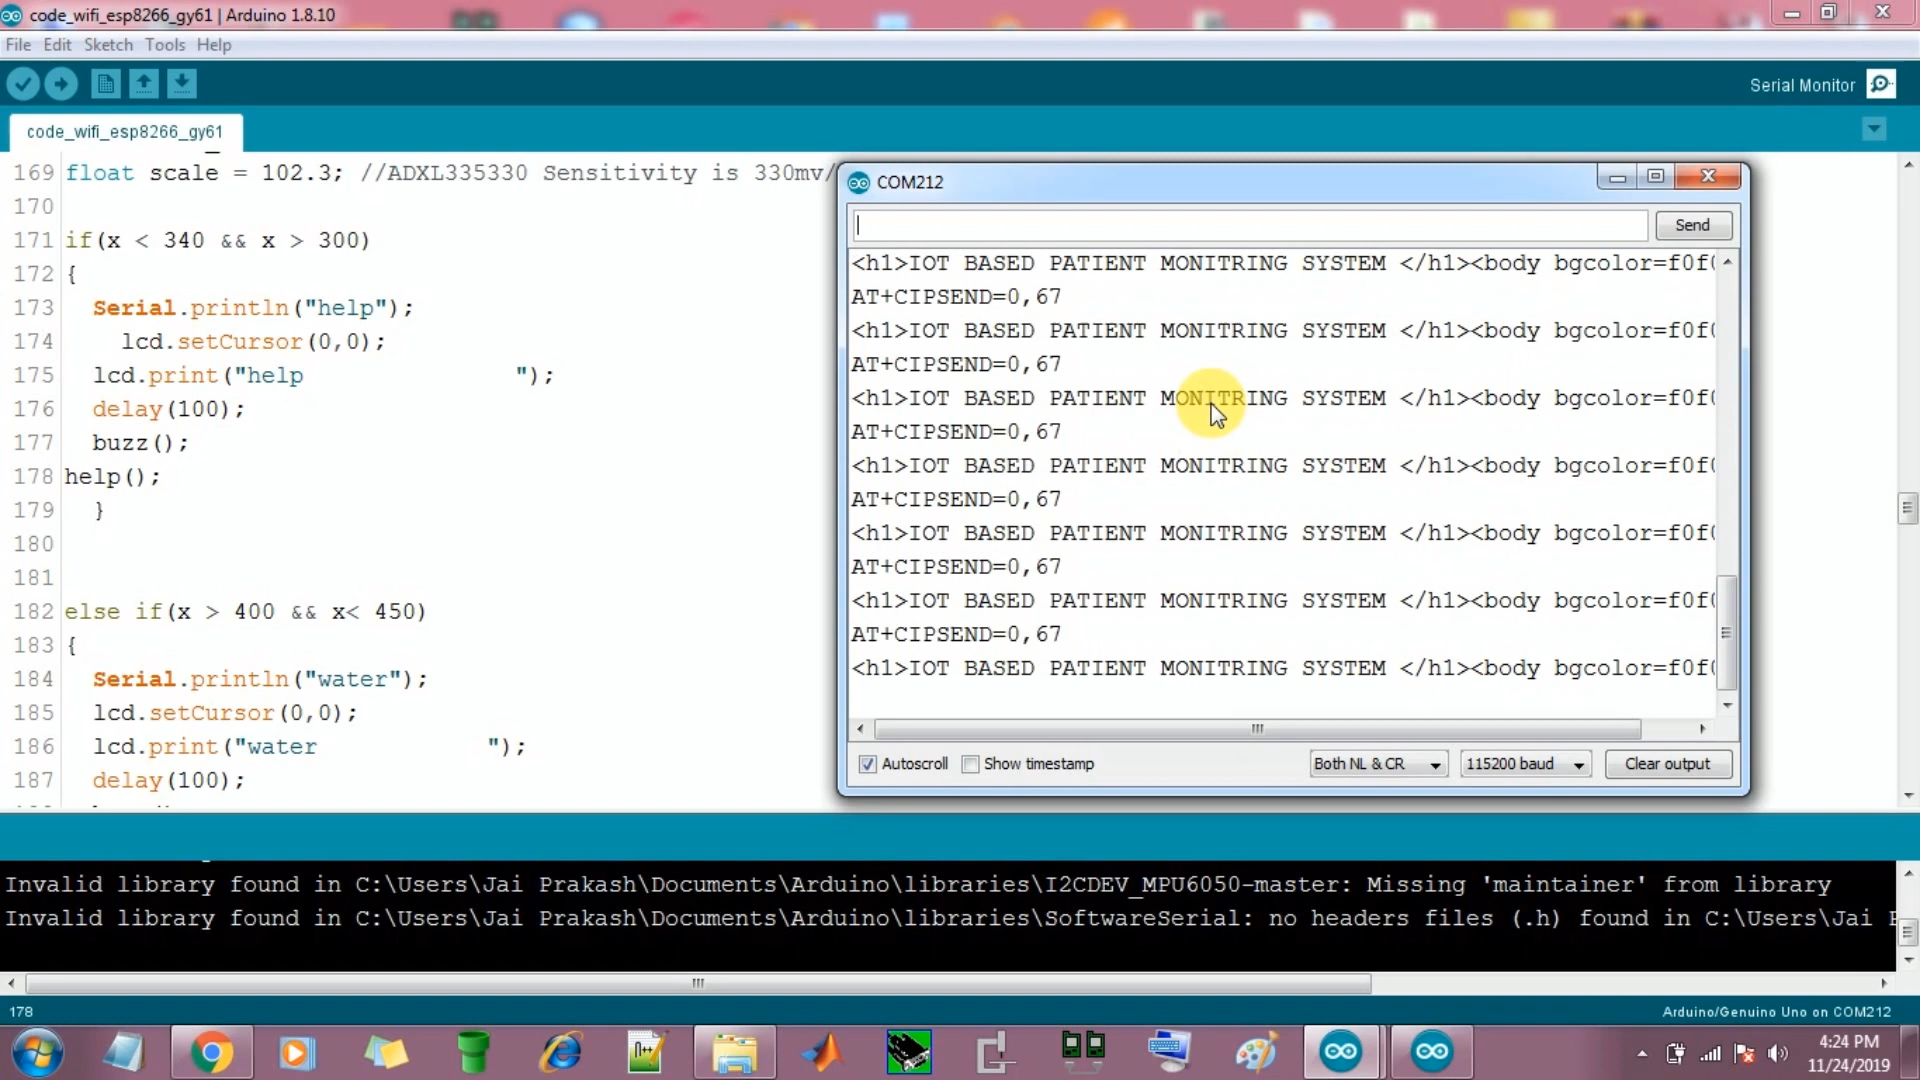 code_wifi_esp8266_gy61 | Arduino 1.8.10
File Edit Sketch Tools Help
Serial Monitor
code_wifi_esp8266_gy61
169 float scale = 102.3; //ADXL335330 Sensitivity is 330mv/
170
171 if(x < 340 && x > 300)
172 {
173 Serial.println("help");
174 lcd.setCursor(0,0);
175 lcd.print("help ");
176 delay(100);
177 buzz();
178 help();
179 }
180
181
182 else if(x > 400 && x< 450)
183 {
184 Serial.println("water");
185 lcd.setCursor(0,0);
186 lcd.print("water ");
187 delay(100);
COM212
Send
<h1>IOT BASED PATIENT MONITRING SYSTEM </h1><body bgcolor=f0f
AT+CIPSEND=0,67
<h1>IOT BASED PATIENT MONITRING SYSTEM </h1><body bgcolor=f0f
AT+CIPSEND=0,67
<h1>IOT BASED PATIENT MONITRING SYSTEM </h1><body bgcolor=f0f
AT+CIPSEND=0,67
<h1>IOT BASED PATIENT MONITRING SYSTEM </h1><body bgcolor=f0f
AT+CIPSEND=0,67
<h1>IOT BASED PATIENT MONITRING SYSTEM </h1><body bgcolor=f0f
AT+CIPSEND=0,67
<h1>IOT BASED PATIENT MONITRING SYSTEM </h1><body bgcolor=f0f
AT+CIPSEND=0,67
<h1>IOT BASED PATIENT MONITRING SYSTEM </h1><body bgcolor=f0f
Autoscroll Show timestamp Both NL & CR 115200 baud Clear output
Invalid library found in C:\Users\Jai Prakash\Documents\Arduino\libraries\I2CDEV_MPU6050-master: Missing 'maintainer' from library
Invalid library found in C:\Users\Jai Prakash\Documents\Arduino\libraries\SoftwareSerial: no headers files (.h) found in C:\Users\Jai
178
Arduino/Genuino Uno on COM212
4:24 PM
11/24/2019